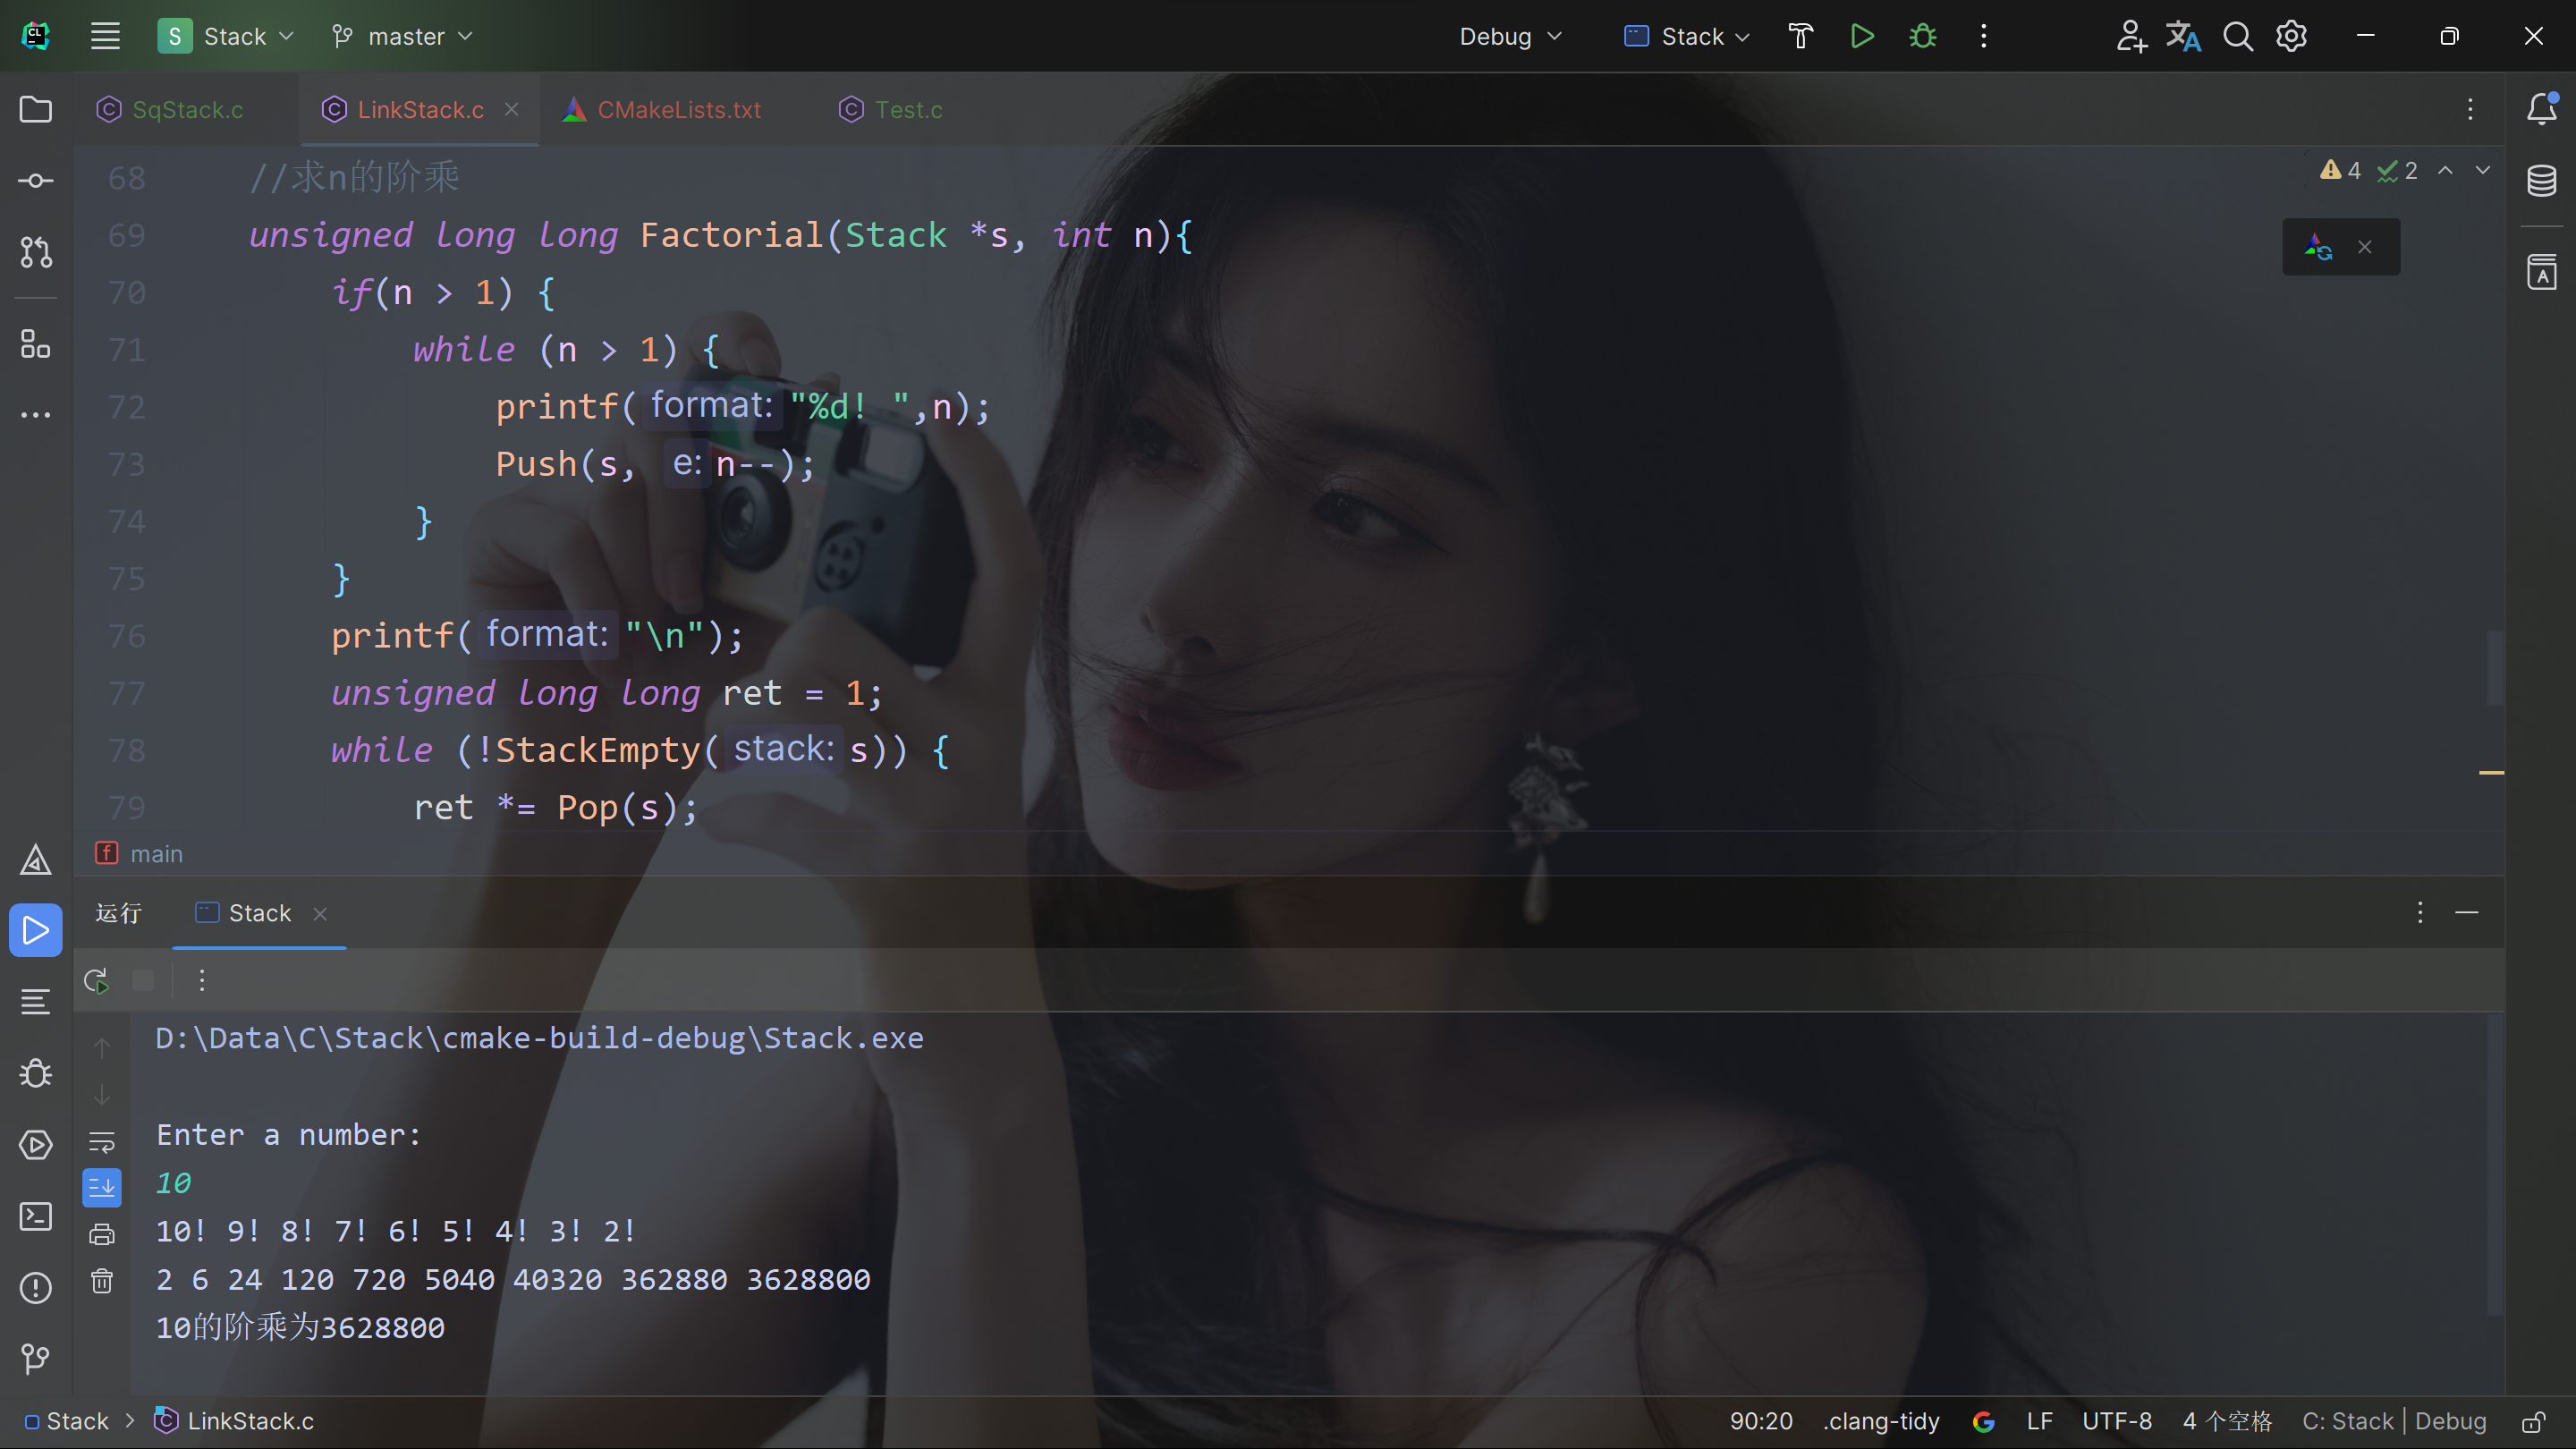 CL
S Stack master Debug Stack
SqStack.c LinkStack.c CMakeLists.txt Test.c
4 2
68 //求n的阶乘
69 unsigned long long Factorial(Stack *s, int n){
70 if(n > 1) {
71 while (n > 1) {
72 printf( format: "%d! ",n);
73 Push(s, e: n--);
74 }
75 }
76 printf( format: "\n");
77 unsigned long long ret = 1;
78 while (!StackEmpty( stack: s)) {
79 ret *= Pop(s);
f main
运行 Stack
D:\Data\C\Stack\cmake-build-debug\Stack.exe
Enter a number:
10
10! 9! 8! 7! 6! 5! 4! 3! 2!
2 6 24 120 720 5040 40320 362880 3628800
10的阶乘为3628800
Stack > LinkStack.c 90:20 .clang-tidy LF UTF-8 4 个空格 C: Stack | Debug